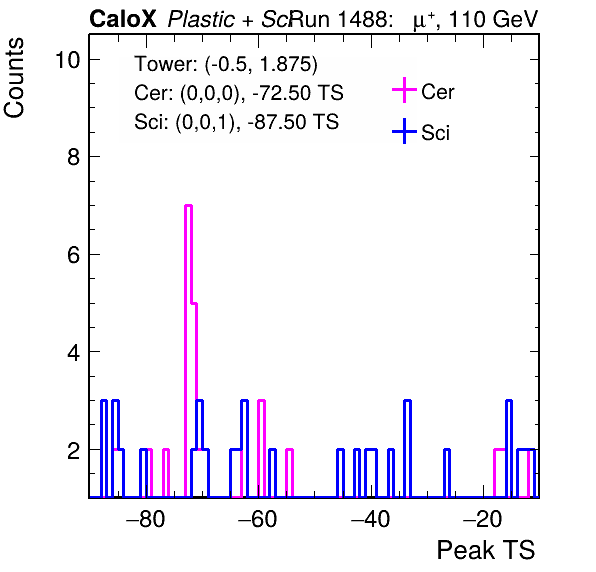 CaloX Plastic + SciRun 1488: μ⁺, 110 GeV
Counts
Tower: (-0.5, 1.875)
Cer: (0,0,0), -72.50 TS
Sci: (0,0,1), -87.50 TS
Cer
Sci
10
8
6
4
2
−80 −60 −40 −20
Peak TS